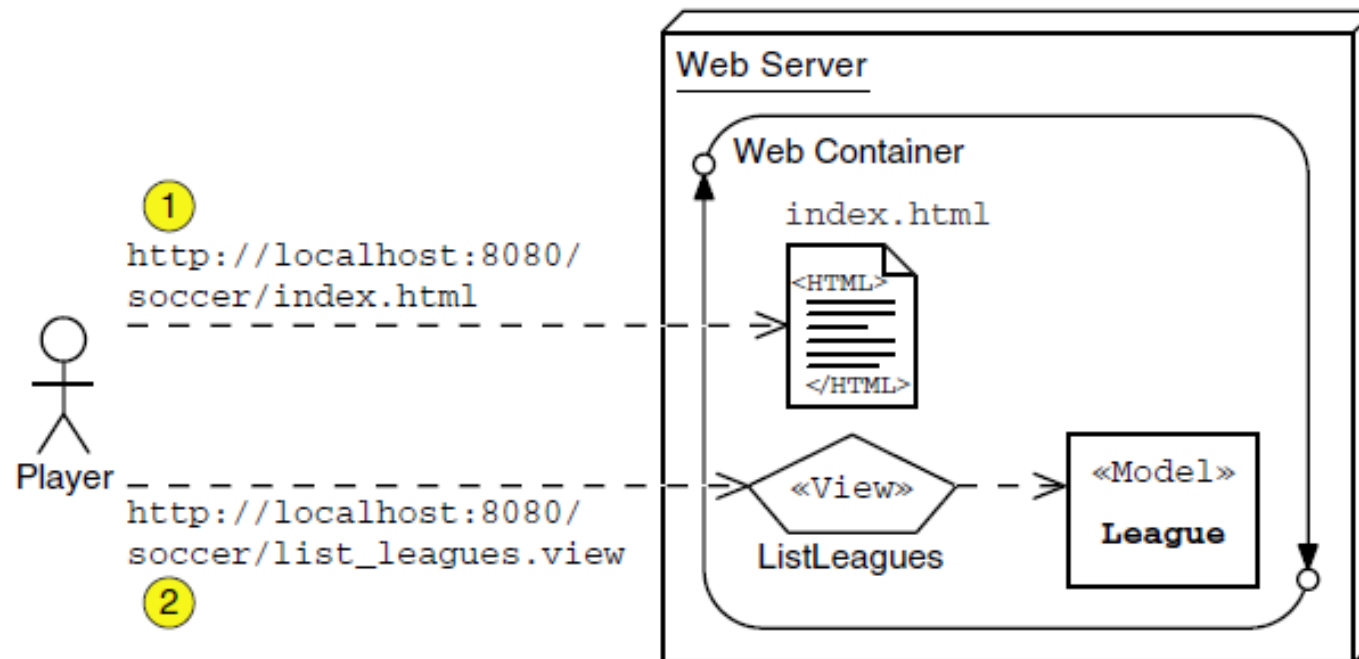 Web Server
Web Container
1
index.html
http://localhost:8080/
soccer/index.html
<HTML>
</HTML>
Player
«View»
«Model»
League
http://localhost:8080/
soccer/list_leagues.view
ListLeagues
2